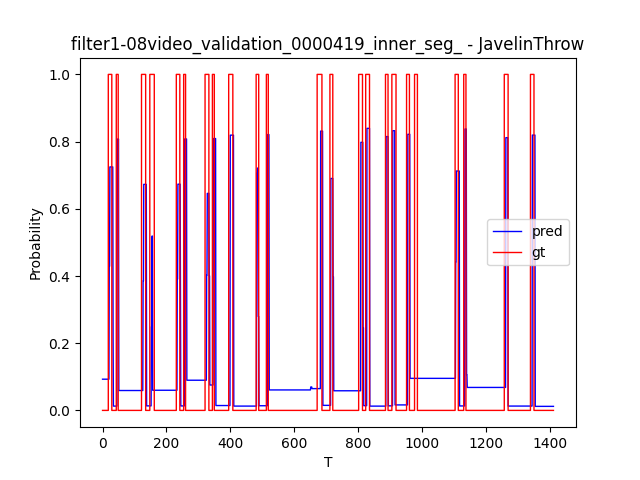 filter1-08video_validation_0000419_inner_seg_ - JavelinThrow
1.0
0.8
0.6
0.4
0.2
0.0
Probability
pred
gt
0 200 400 600 800 1000 1200 1400
T